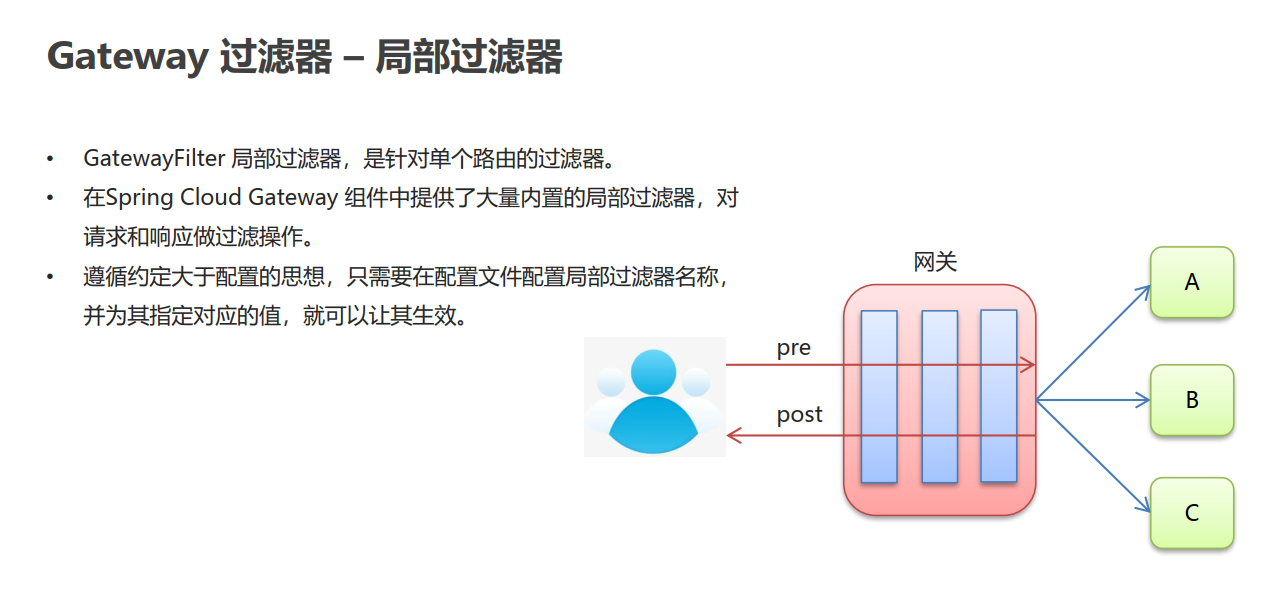 Gateway 过滤器 – 局部过滤器
• GatewayFilter 局部过滤器，是针对单个路由的过滤器。
• 在Spring Cloud Gateway 组件中提供了大量内置的局部过滤器，对
请求和响应做过滤操作。
• 遵循约定大于配置的思想，只需要在配置文件配置局部过滤器名称，
并为其指定对应的值，就可以让其生效。
网关
pre
post
A
B
C